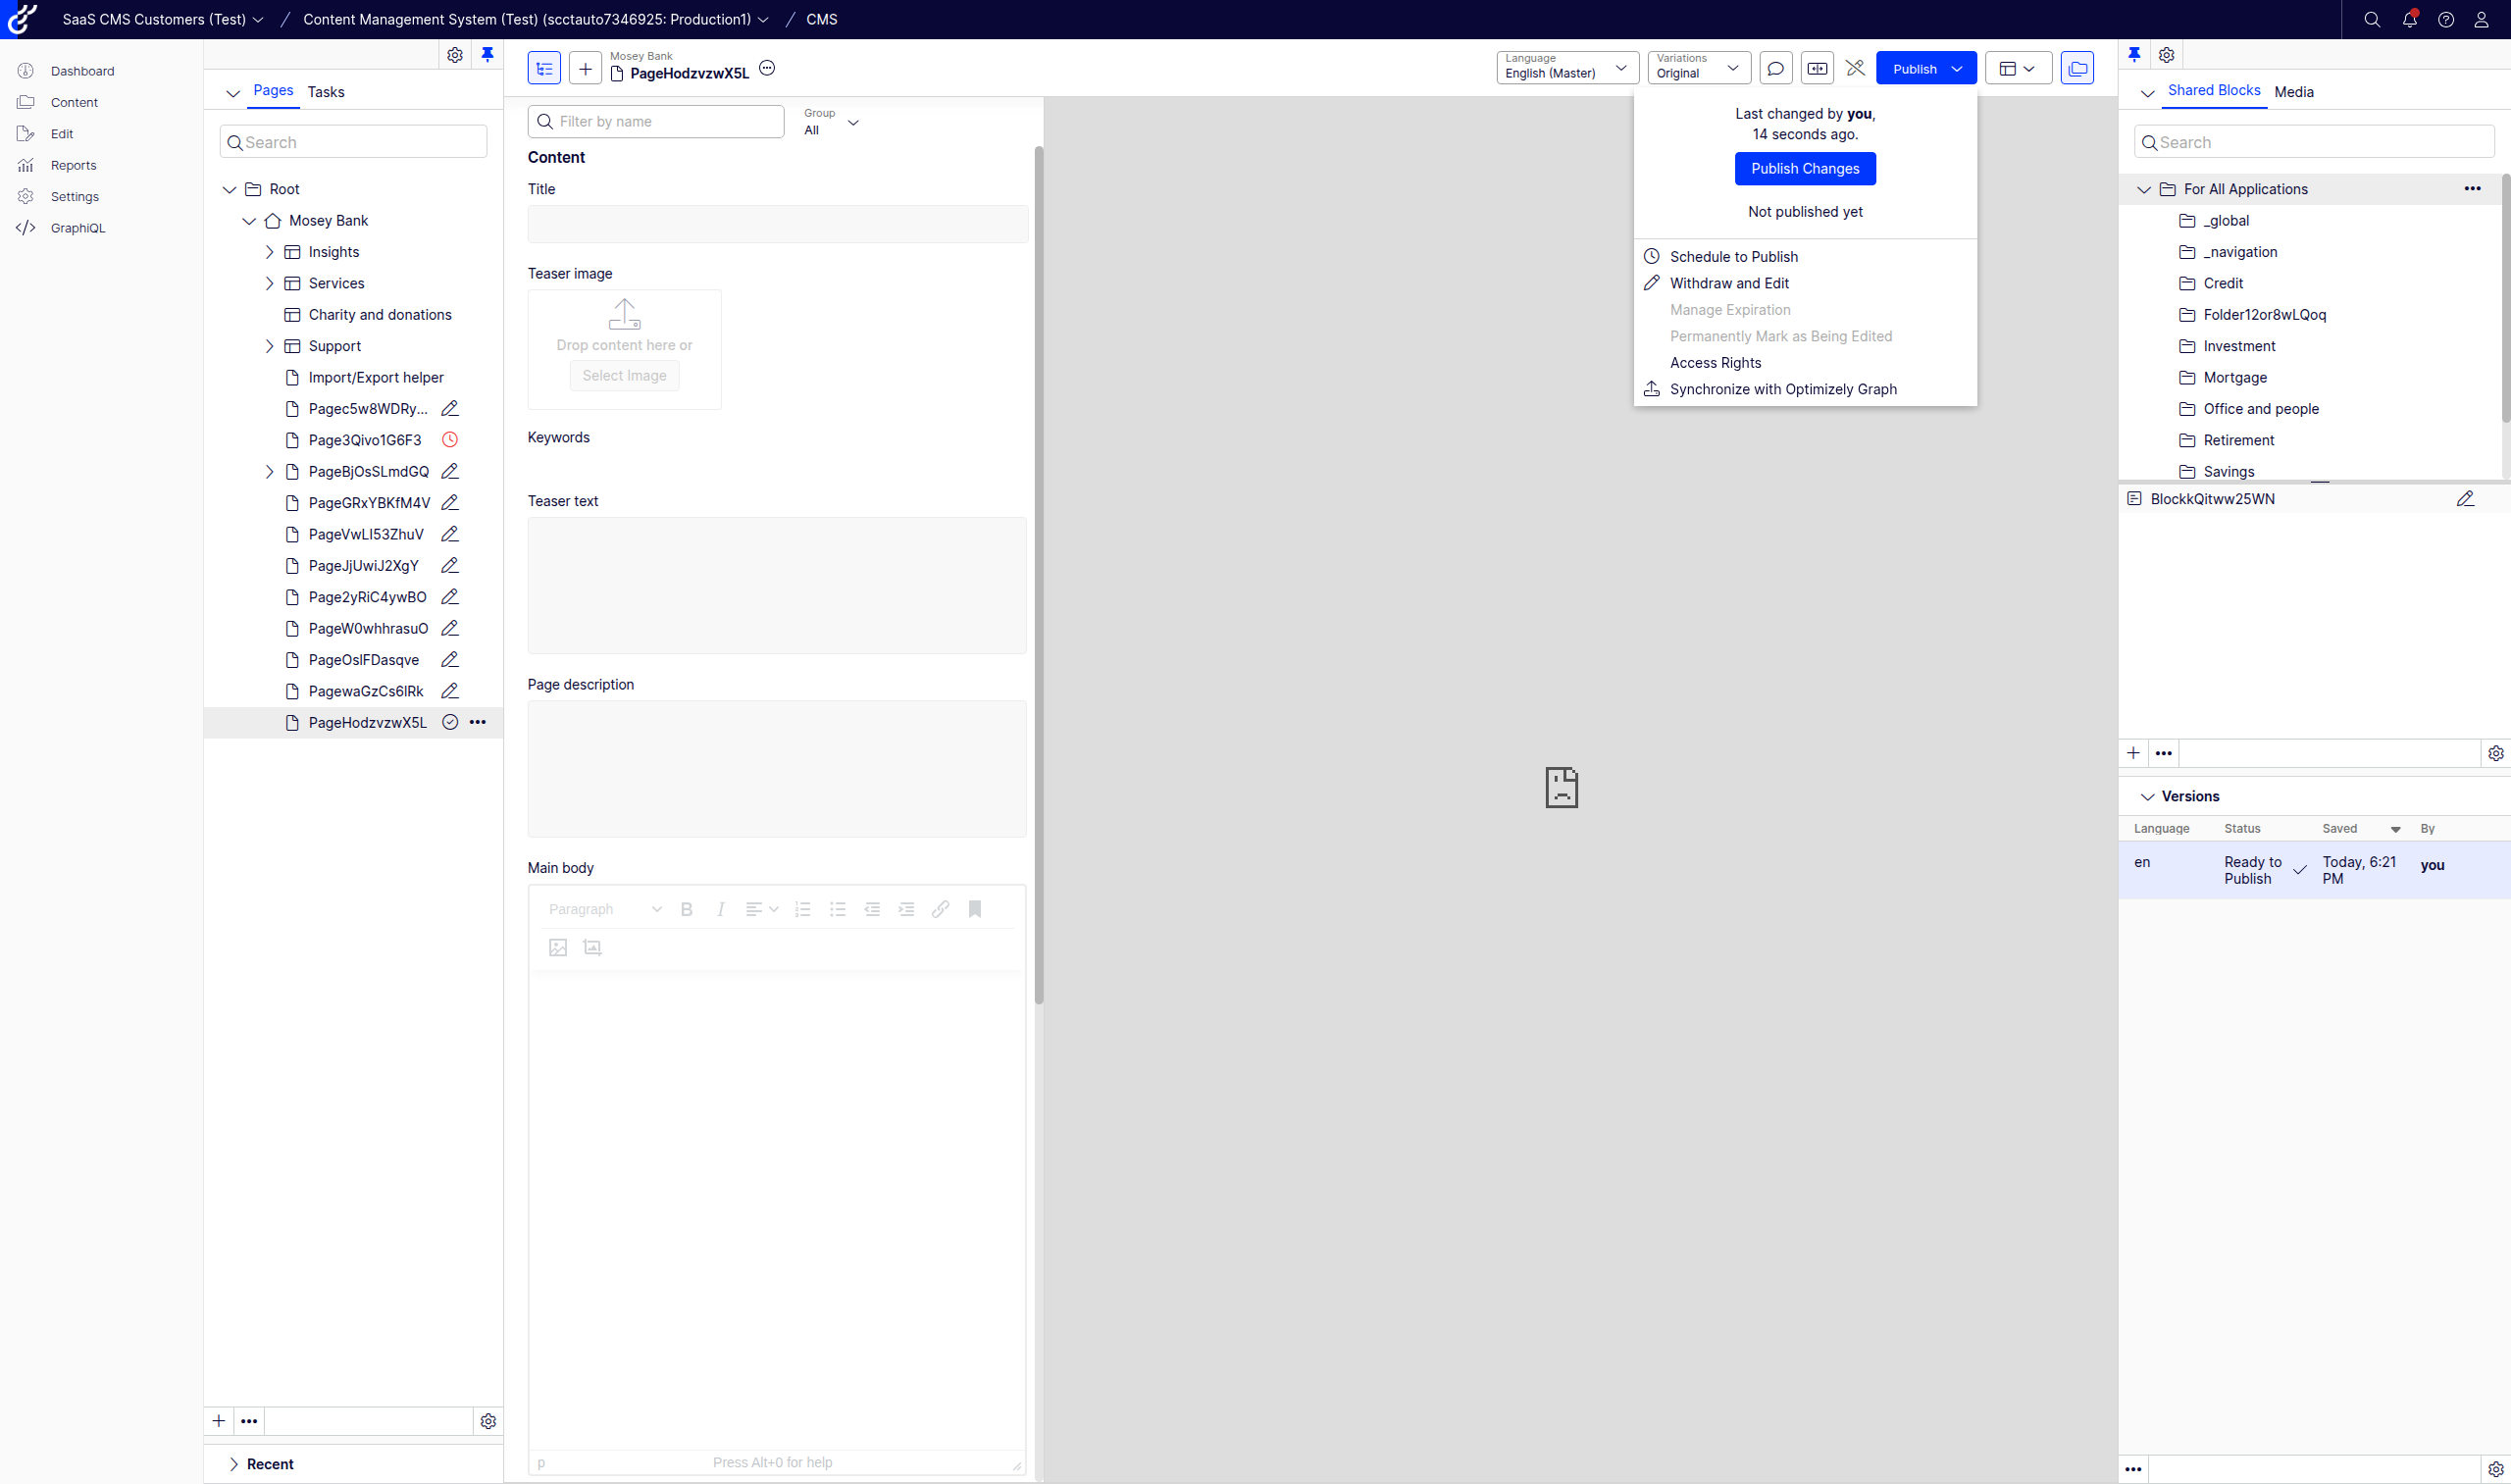 SaaS CMS Customers (Test) / Content Management System (Test) (scctauto7346925: Production1) / CMS
Dashboard
Content
Edit
Reports
Settings
GraphiQL
Pages Tasks
Search
Root
Mosey Bank
Insights
Services
Charity and donations
Support
Import/Export helper
Pagec5w8WDRy...
Page3Qivo1G6F3
PageBjOsSLmdGQ
PageGRxYBKfM4V
PageVwLI53ZhuV
PageJjUwiJ2XgY
Page2yRiC4ywBO
PageW0whhrasuO
PageOslFDasqve
PagewaGzCs6lRk
PageHodzvzwX5L
Recent
Mosey Bank
PageHodzvzwX5L
Language
English (Master)
Variations
Original
Publish
Filter by name
Group
All
Content
Title
Teaser image
Drop content here or
Select Image
Keywords
Teaser text
Page description
Main body
Paragraph B I
p Press Alt+0 for help
Last changed by you,
14 seconds ago.
Publish Changes
Not published yet
Schedule to Publish
Withdraw and Edit
Manage Expiration
Permanently Mark as Being Edited
Access Rights
Synchronize with Optimizely Graph
Shared Blocks Media
Search
For All Applications
_global
_navigation
Credit
Folder12or8wLQoq
Investment
Mortgage
Office and people
Retirement
Savings
BlockkQitww25WN
Versions
Language Status Saved By
en Ready to Publish Today, 6:21 PM you